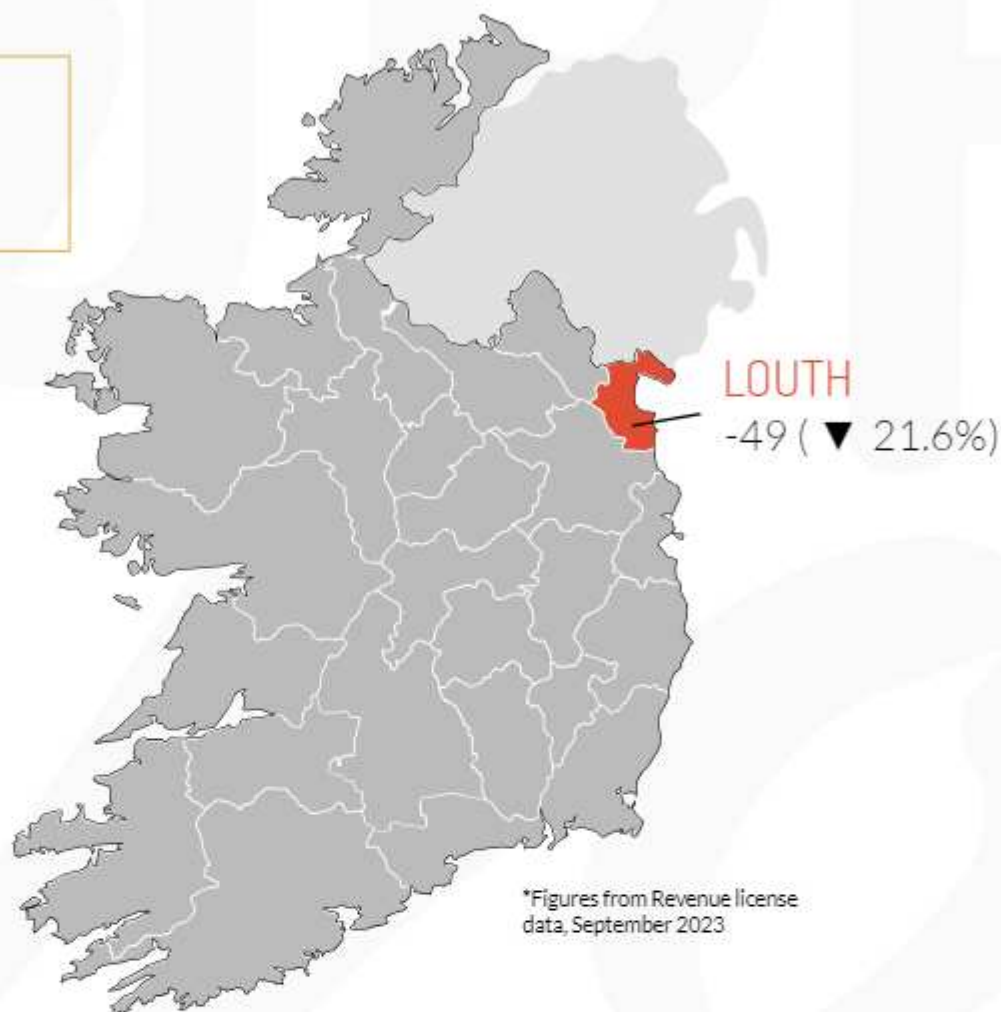 LOUTH
-49 ( ▼ 21.6%)
*Figures from Revenue license
data, September 2023